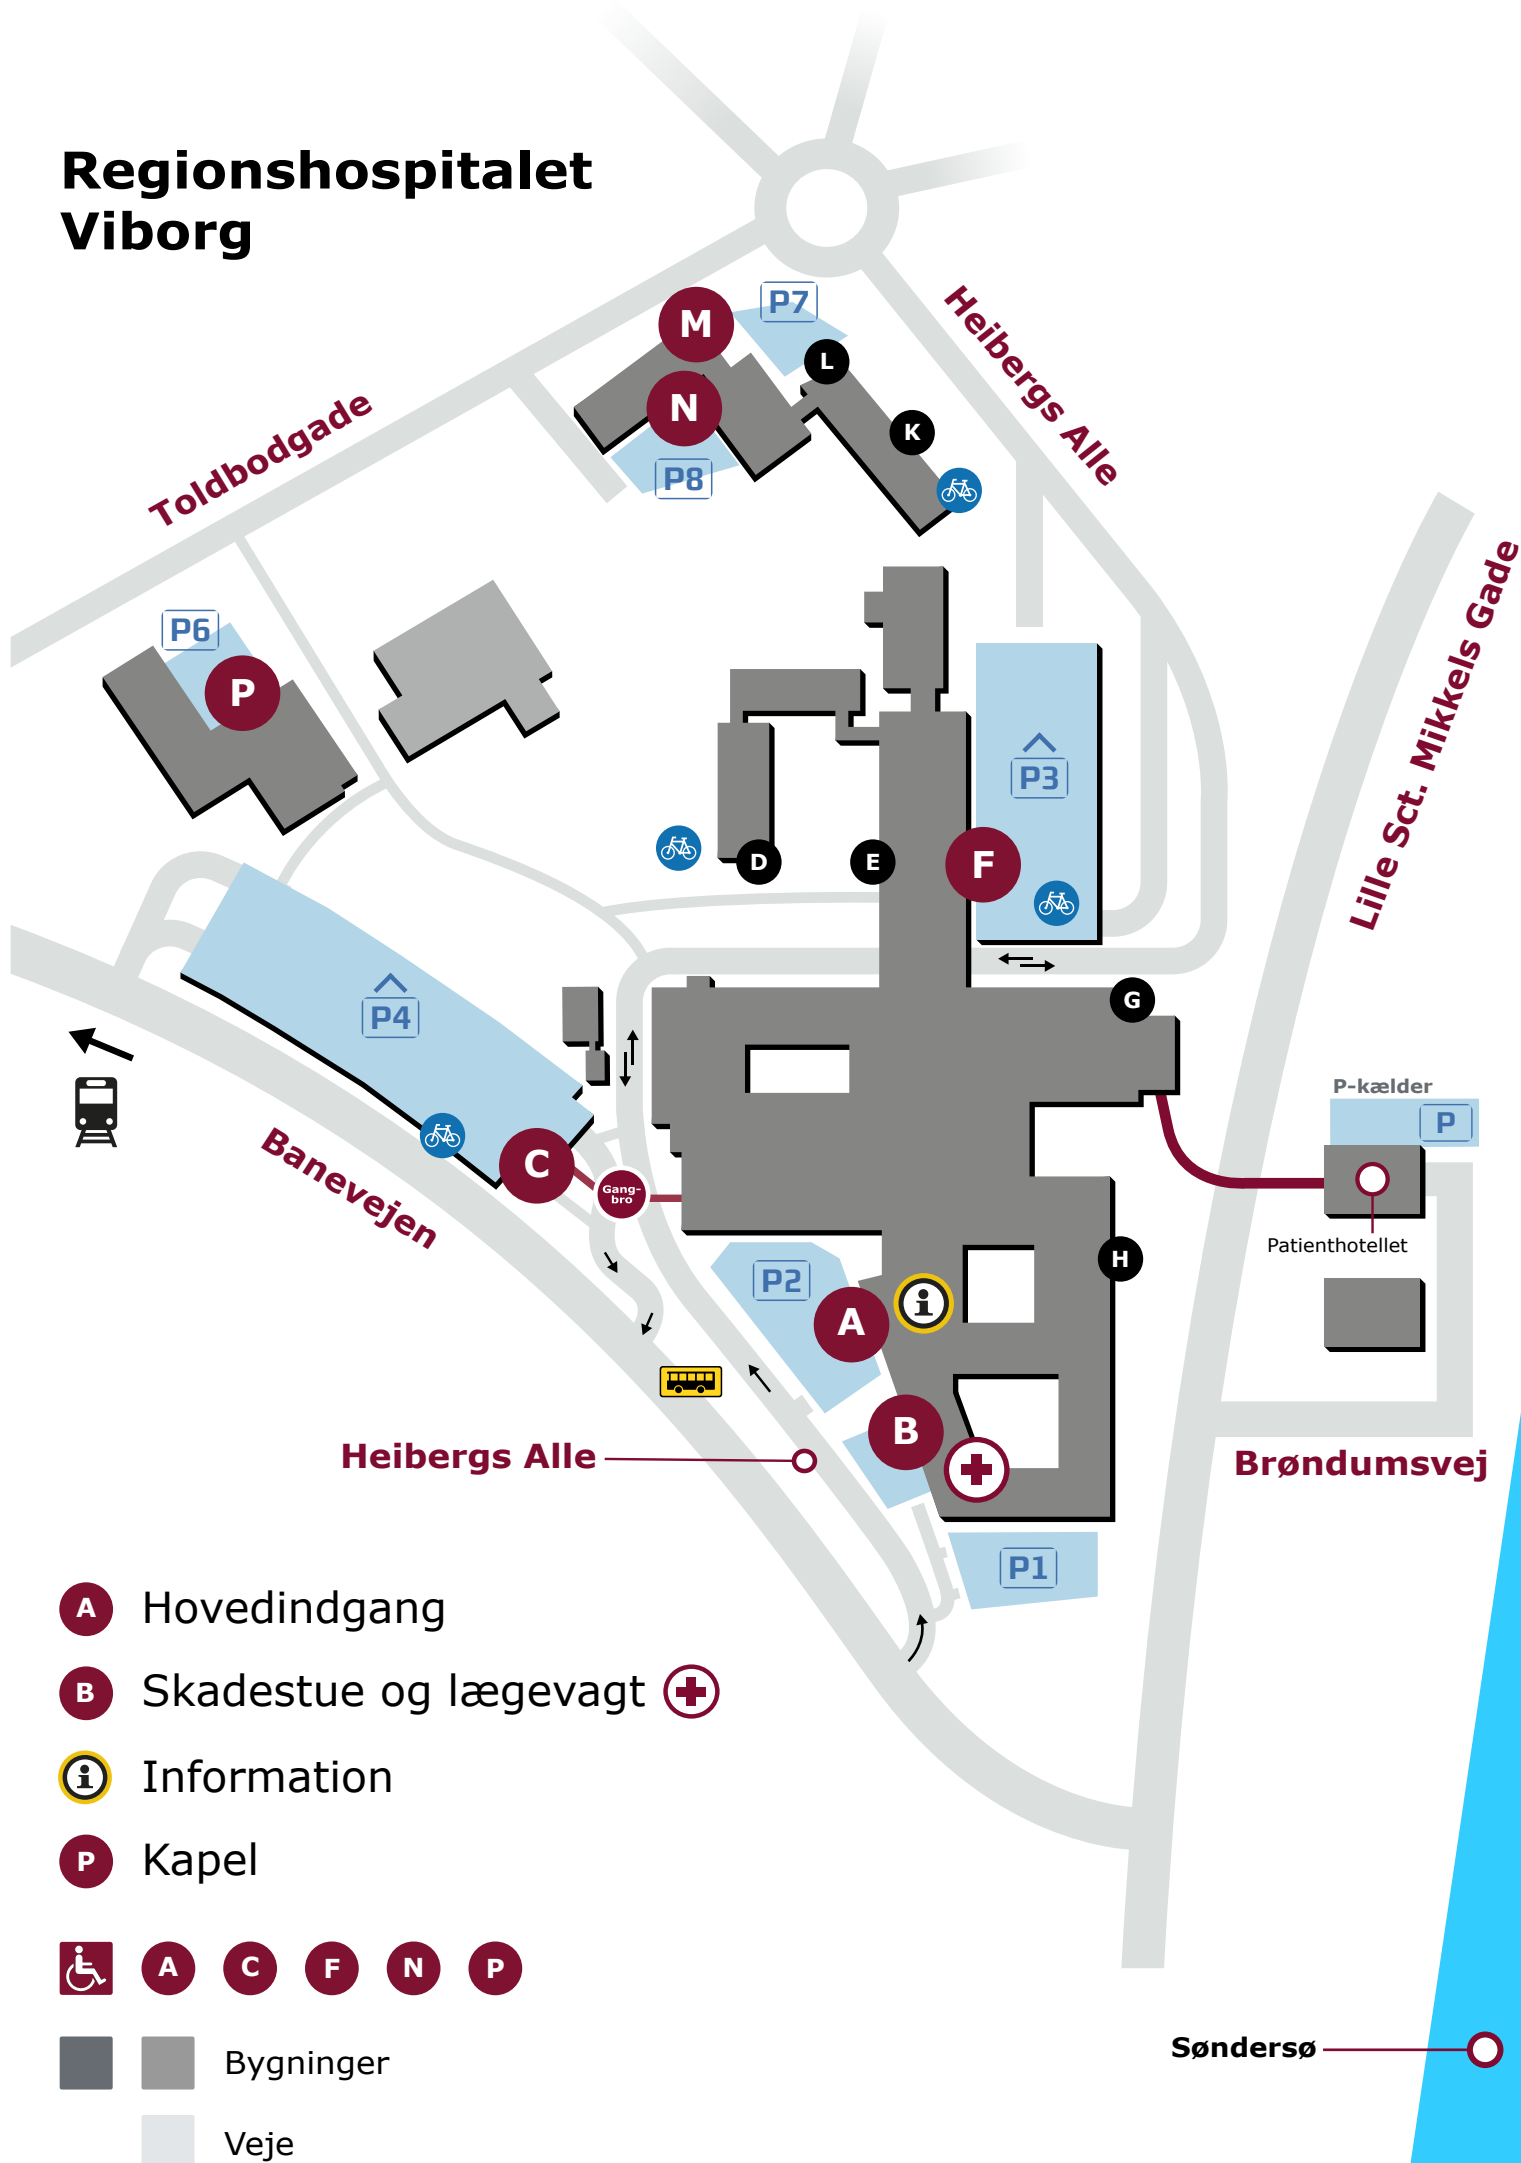 Regionshospitalet
Viborg
Toldbodgade
Heibergs Alle
Lille Sct. Mikkels Gade
M
P7
L
N
K
P8
P6
P
P3
D
E
F
G
P4
P-kælder
P
Banevejen
C
Gang-
bro
Patienthotellet
H
P2
A
i
B
Heibergs Alle
Brøndumsvej
P1
A Hovedindgang
B Skadestue og lægevagt
i Information
P Kapel
A C F N P
Bygninger
Veje
Søndersø